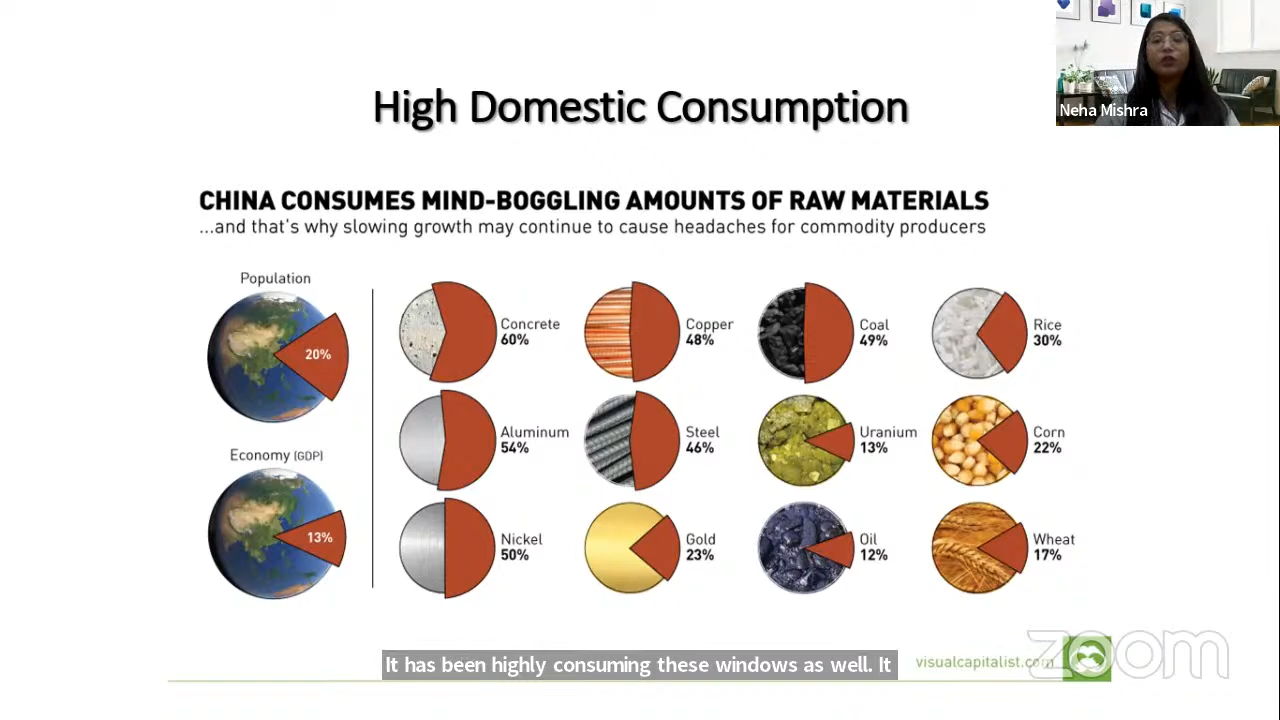 Neha Mishra
High Domestic Consumption
CHINA CONSUMES MIND-BOGGLING AMOUNTS OF RAW MATERIALS
...and that's why slowing growth may continue to cause headaches for commodity producers
Population
20%
Economy (GDP)
13%
Concrete
60%
Copper
48%
Coal
49%
Rice
30%
Aluminum
54%
Steel
46%
Uranium
13%
Corn
22%
Nickel
50%
Gold
23%
Oil
12%
Wheat
17%
It has been highly consuming these windows as well. It
visualcapitalist.com
zoom